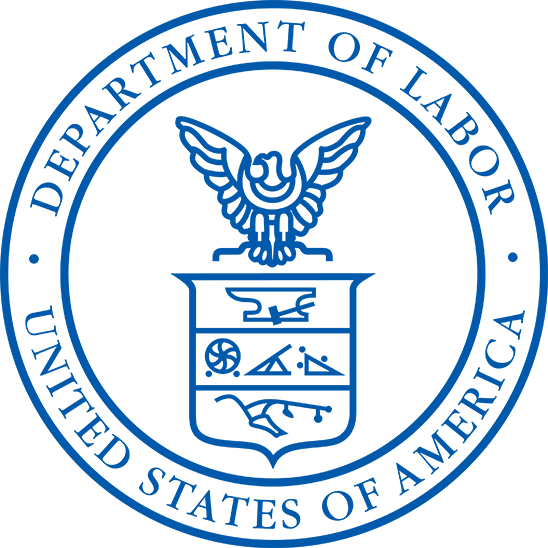 DEPARTMENT OF LABOR
UNITED STATES OF AMERICA